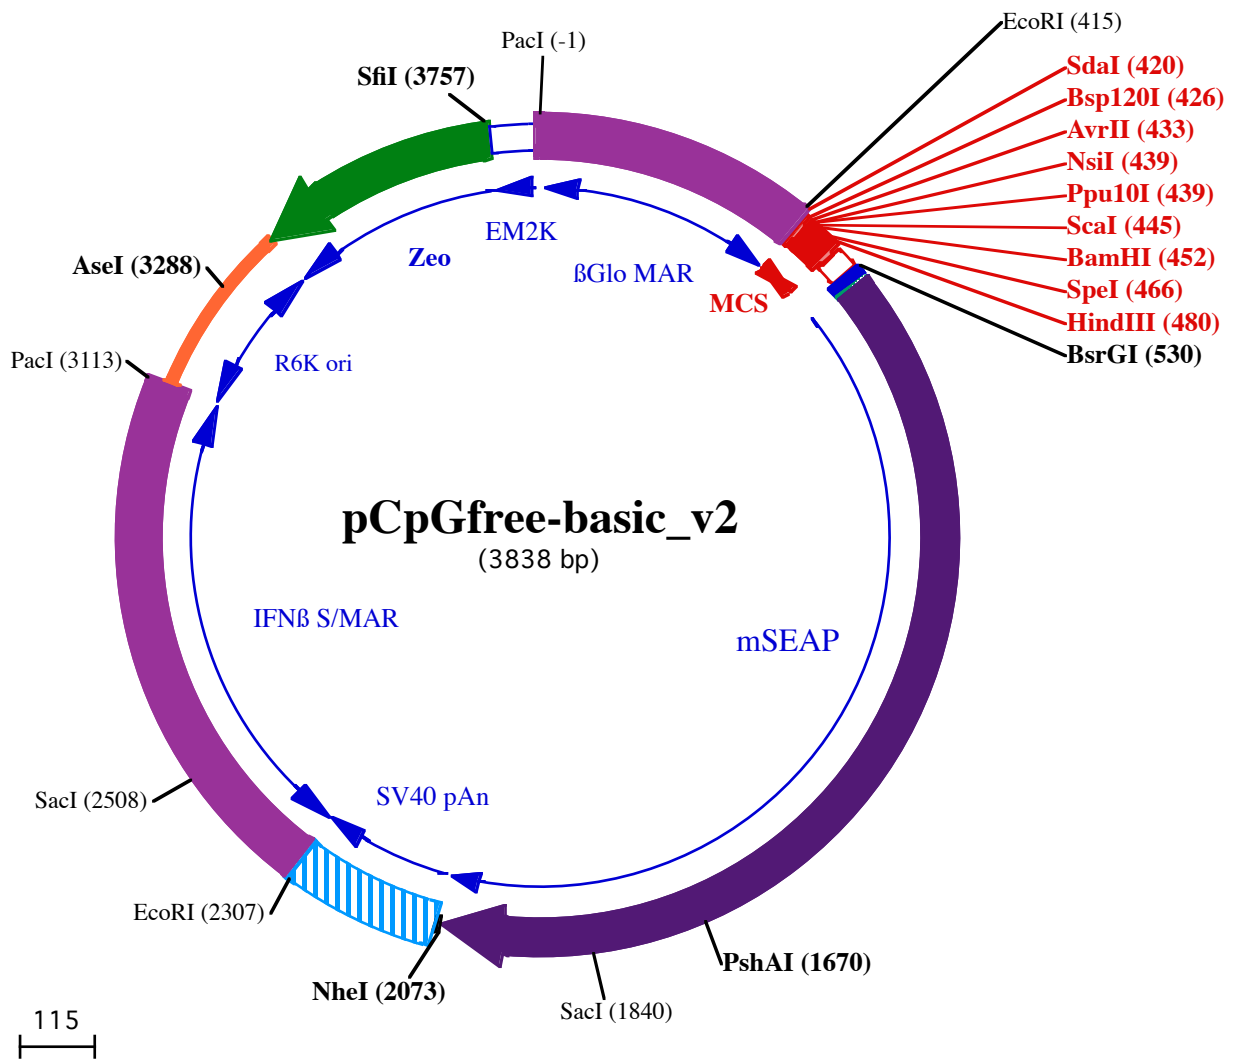 EcoRI (415)
PacI (-1)
SfiI (3757)
SdaI (420)
Bsp120I (426)
AvrII (433)
NsiI (439)
Ppu10I (439)
ScaI (445)
BamHI (452)
SpeI (466)
HindIII (480)
BsrGI (530)
EM2K
Zeo
ßGlo MAR
MCS
AseI (3288)
PacI (3113)
R6K ori
pCpGfree-basic_v2
(3838 bp)
IFNß S/MAR
mSEAP
SV40 pAn
SacI (2508)
EcoRI (2307)
NheI (2073)
PshAI (1670)
SacI (1840)
115